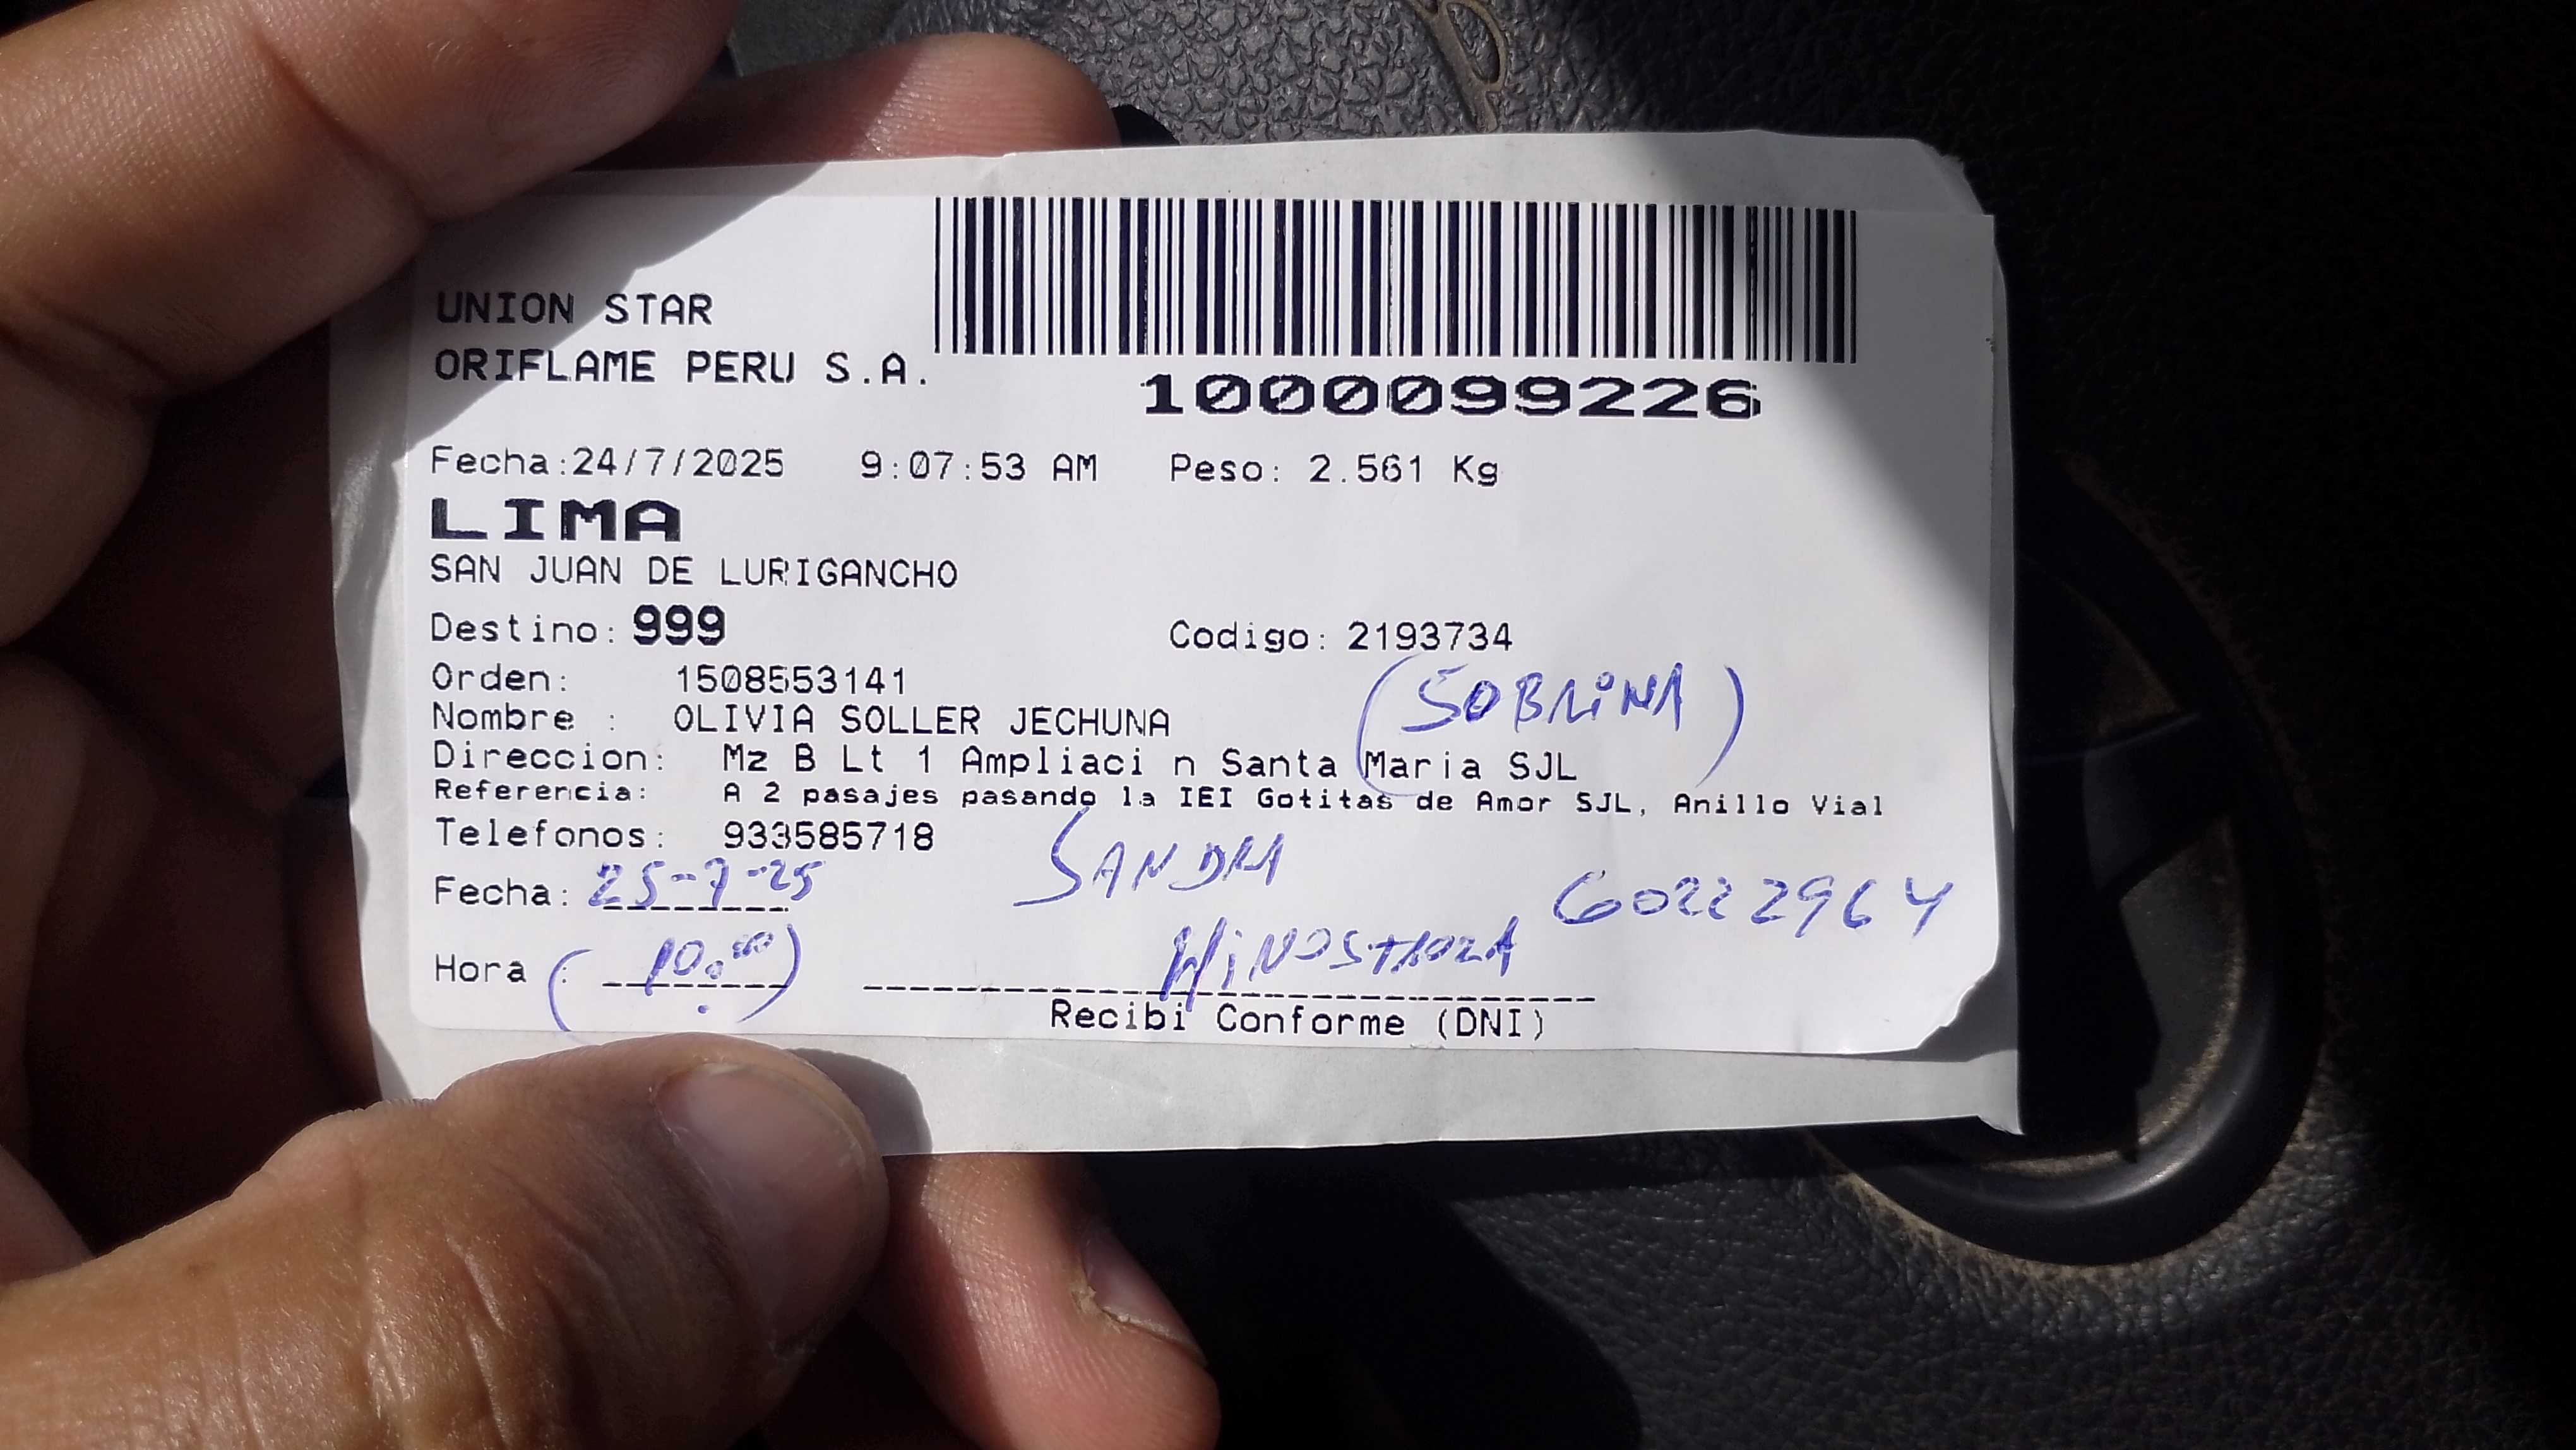 UNION STAR
ORIFLAME PERU S.A.
1000099226
Fecha:24/7/2025 9:07:53 AM Peso: 2.561 Kg
LIMA
SAN JUAN DE LURIGANCHO
Destino: 999 Codigo: 2193734
Orden: 1508553141
(SOBRINA)
Nombre : OLIVIA SOLLER JECHUNA
Direccion: Mz B Lt 1 Ampliaci n Santa Maria SJL
Referencia: A 2 pasajes pasando la IEI Gotitas de Amor SJL, Anillo Vial
Telefonos: 933585718
SANDRA
Fecha: 25-7-25
60222964
HINOSTROZA
Hora : (10.00)
Recibi Conforme (DNI)